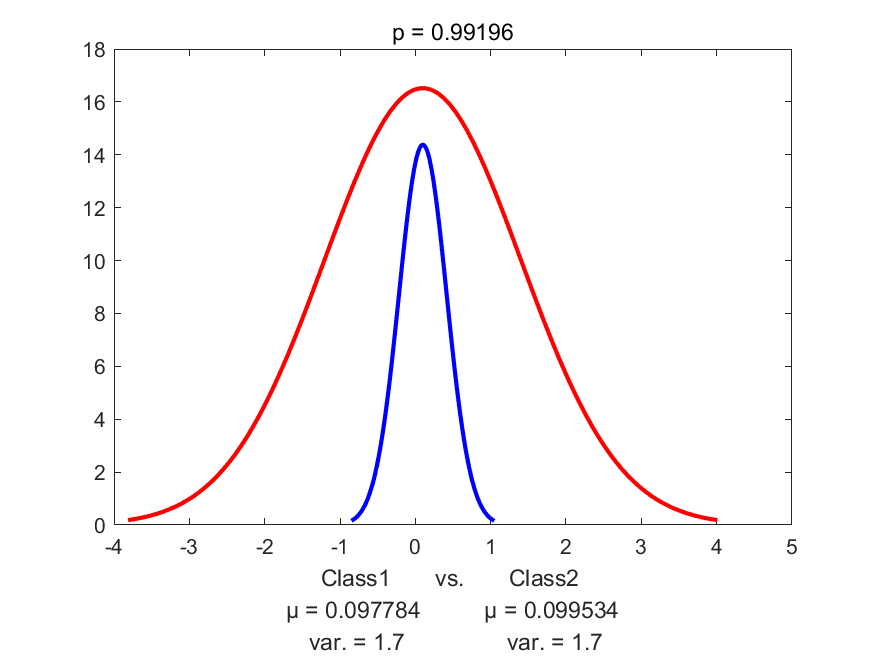 p = 0.99196
18
16
14
12
10
8
6
4
2
0
-4 -3 -2 -1 0 1 2 3 4 5
Class1 vs. Class2
μ = 0.097784 μ = 0.099534
var. = 1.7 var. = 1.7